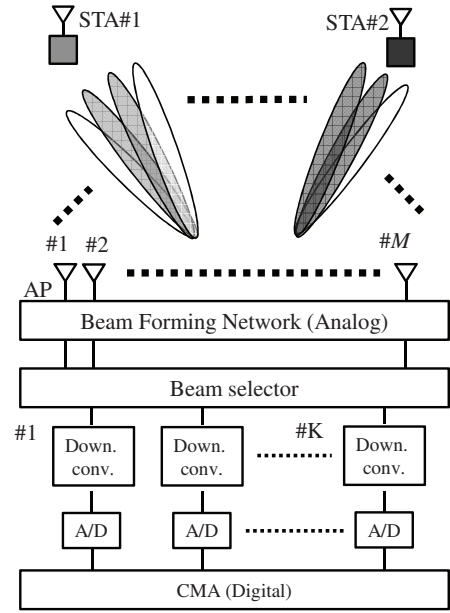 STA#1
STA#2
#1
#2
#M
AP
Beam Forming Network (Analog)
Beam selector
#1
#K
Down.
conv.
Down.
conv.
Down.
conv.
A/D
A/D
A/D
CMA (Digital)